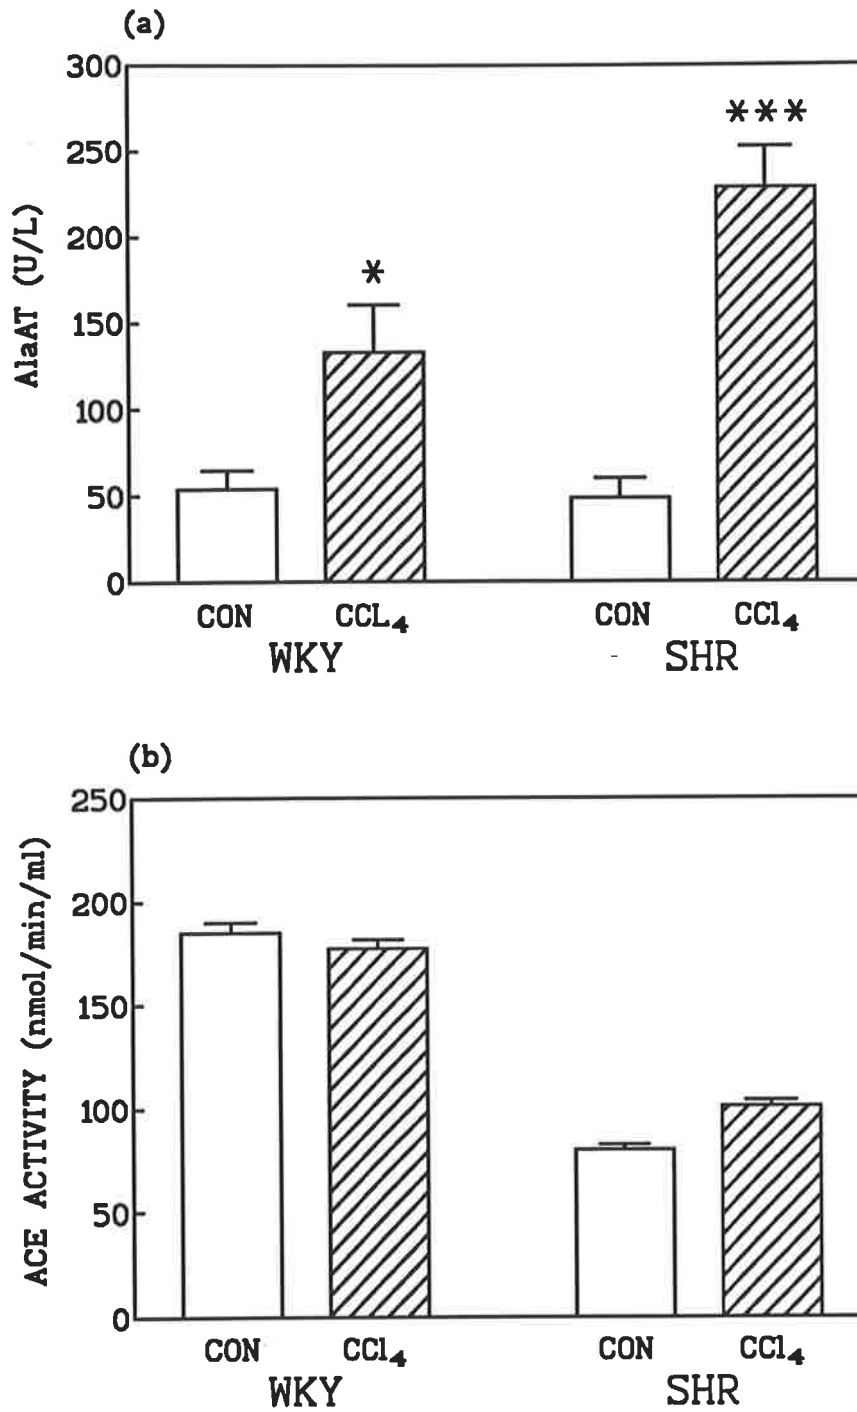 (a)
300
250
200
150
100
50
0
AlaAT (U/L)
*
***
CON CCL₄ CON CCl₄
WKY SHR
(b)
250
200
150
100
50
0
ACE ACTIVITY (nmol/min/ml)
CON CCl₄ CON CCl₄
WKY SHR